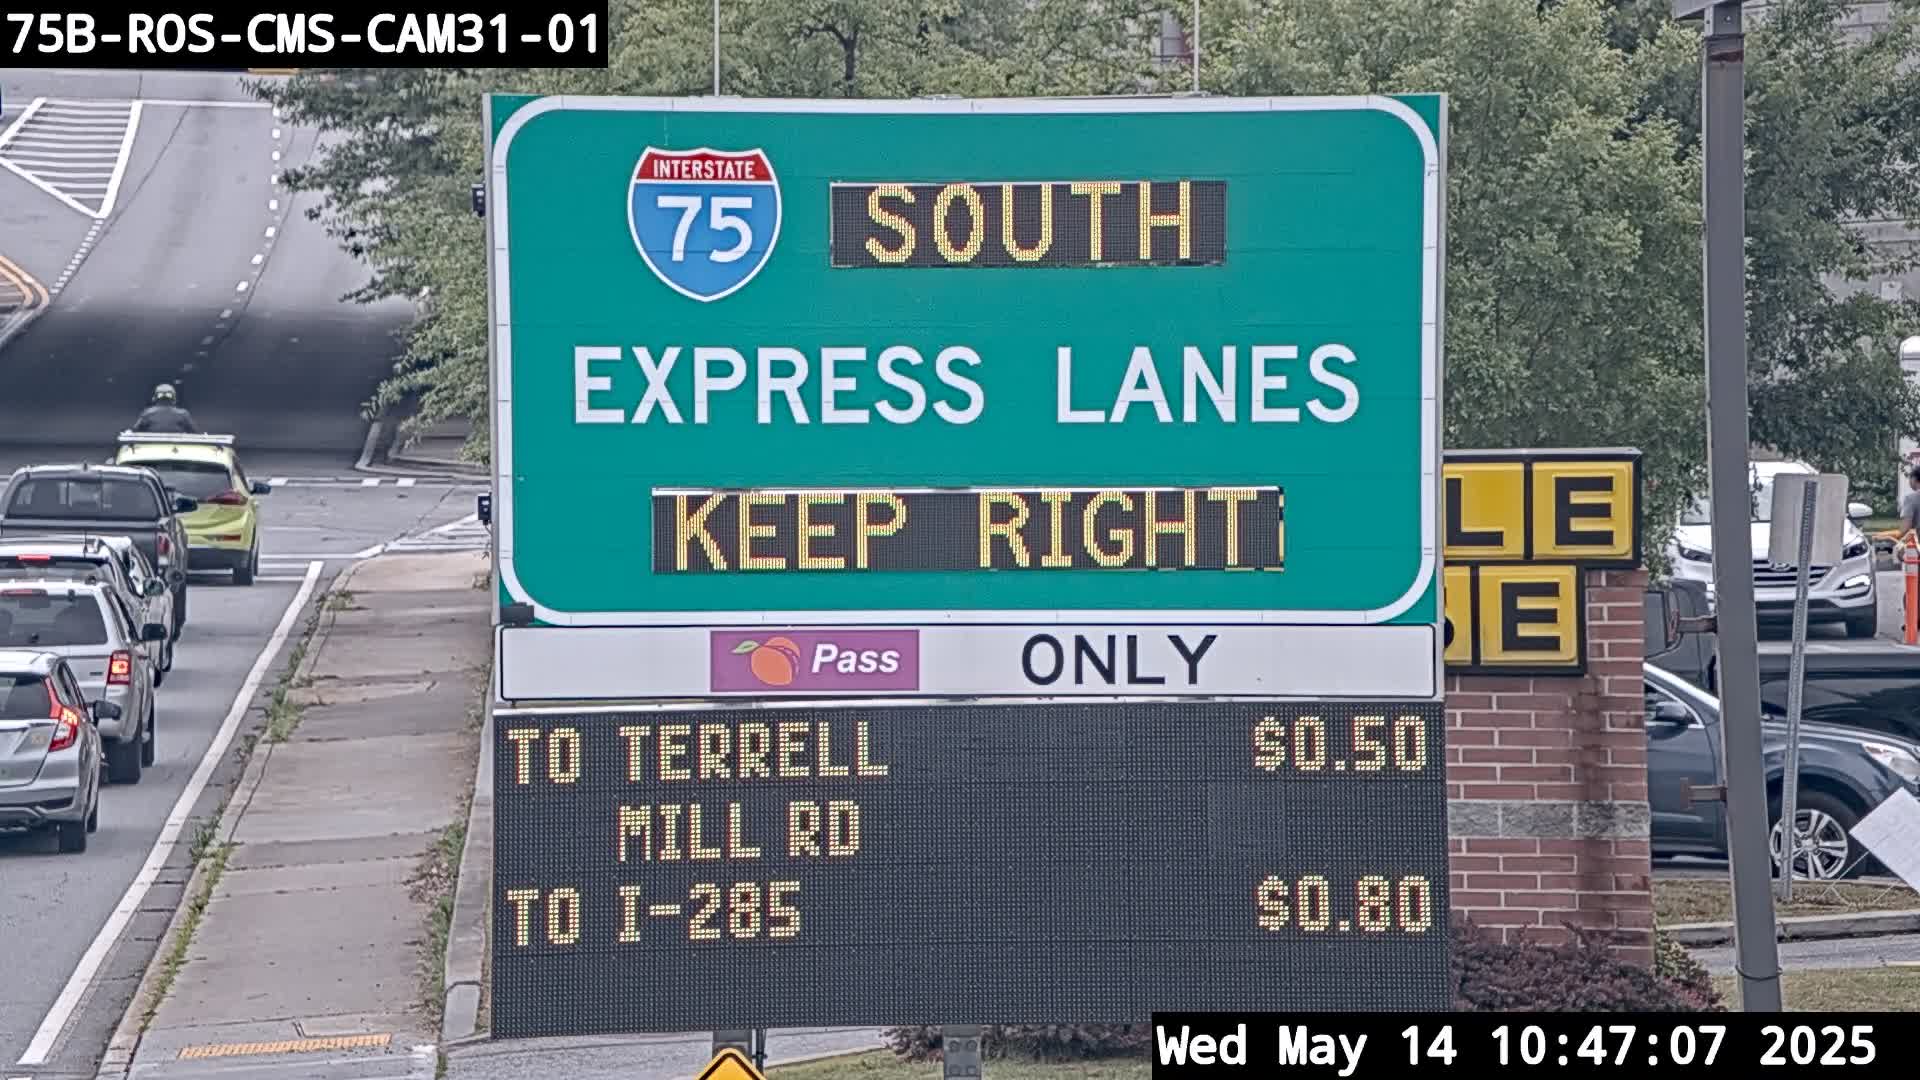 75B-ROS-CMS-CAM31-01
INTERSTATE
75
SOUTH
EXPRESS LANES
KEEP RIGHT
Pass ONLY
TO TERRELL $0.50
MILL RD
TO I-285 $0.80
LE
E
Wed May 14 10:47:07 2025